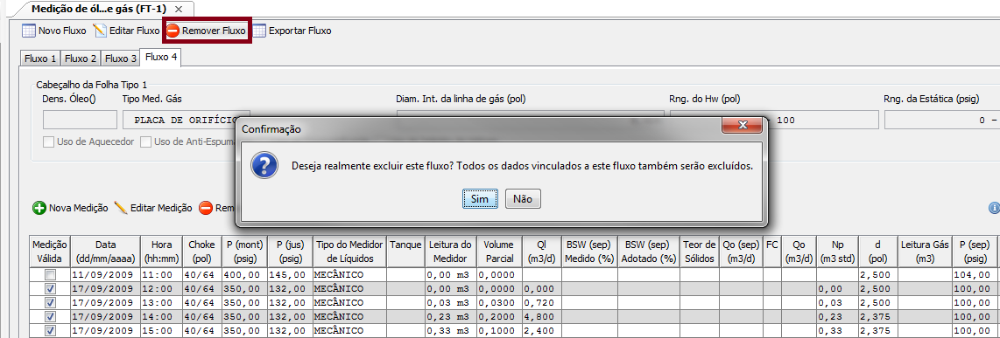 Medição de ól...e gás (FT-1)
Novo Fluxo Editar Fluxo Remover Fluxo Exportar Fluxo
Fluxo 1 Fluxo 2 Fluxo 3 Fluxo 4
Cabeçalho da Folha Tipo 1
Dens. Óleo() Tipo Med. Gás Diam. Int. da linha de gás (pol) Rng. do Hw (pol) Rng. da Estática (psig)
PLACA DE ORIFÍCIO - 100 0 -
Uso de Aquecedor Uso de Anti-Espuma
Confirmação
Deseja realmente excluir este fluxo? Todos os dados vinculados a este fluxo também serão excluídos.
Sim Não
Nova Medição Editar Medição Rem
Medição Válida Data (dd/mm/aaaa) Hora (hh:mm) Choke (pol) P (mont) (psig) P (jus) (psig) Tipo do Medidor de Líquidos Tanque Leitura do Medidor Volume Parcial Ql (m3/d) BSW (sep) Medido (%) BSW (sep) Adotado (%) Teor de Sólidos Qo (sep) (m3/d) FC Qo (m3/d) Np (m3 std) d (pol) Leitura Gás (m3) P (sep) (psig)
11/09/2009 11:00 40/64 400,00 145,00 MECÂNICO 0,00 m3 0,0000 2,500 104,00
17/09/2009 12:00 40/64 350,00 132,00 MECÂNICO 0,00 m3 0,0000 0,000 0,00 2,500 100,00
17/09/2009 13:00 40/64 350,00 132,00 MECÂNICO 0,03 m3 0,0300 0,720 0,03 2,500 100,00
17/09/2009 14:00 40/64 350,00 132,00 MECÂNICO 0,23 m3 0,2000 4,800 0,23 2,375 100,00
17/09/2009 15:00 40/64 350,00 132,00 MECÂNICO 0,33 m3 0,1000 2,400 0,33 2,375 100,00